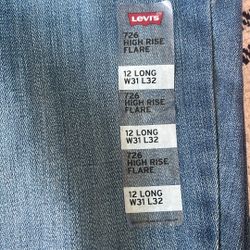 LEVI'S
726
HIGH RISE
FLARE
12 LONG
W31 L32
726
HIGH RISE
FLARE
12 LONG
W31 L32
726
HIGH RISE
FLARE
12 LONG
W31 L32